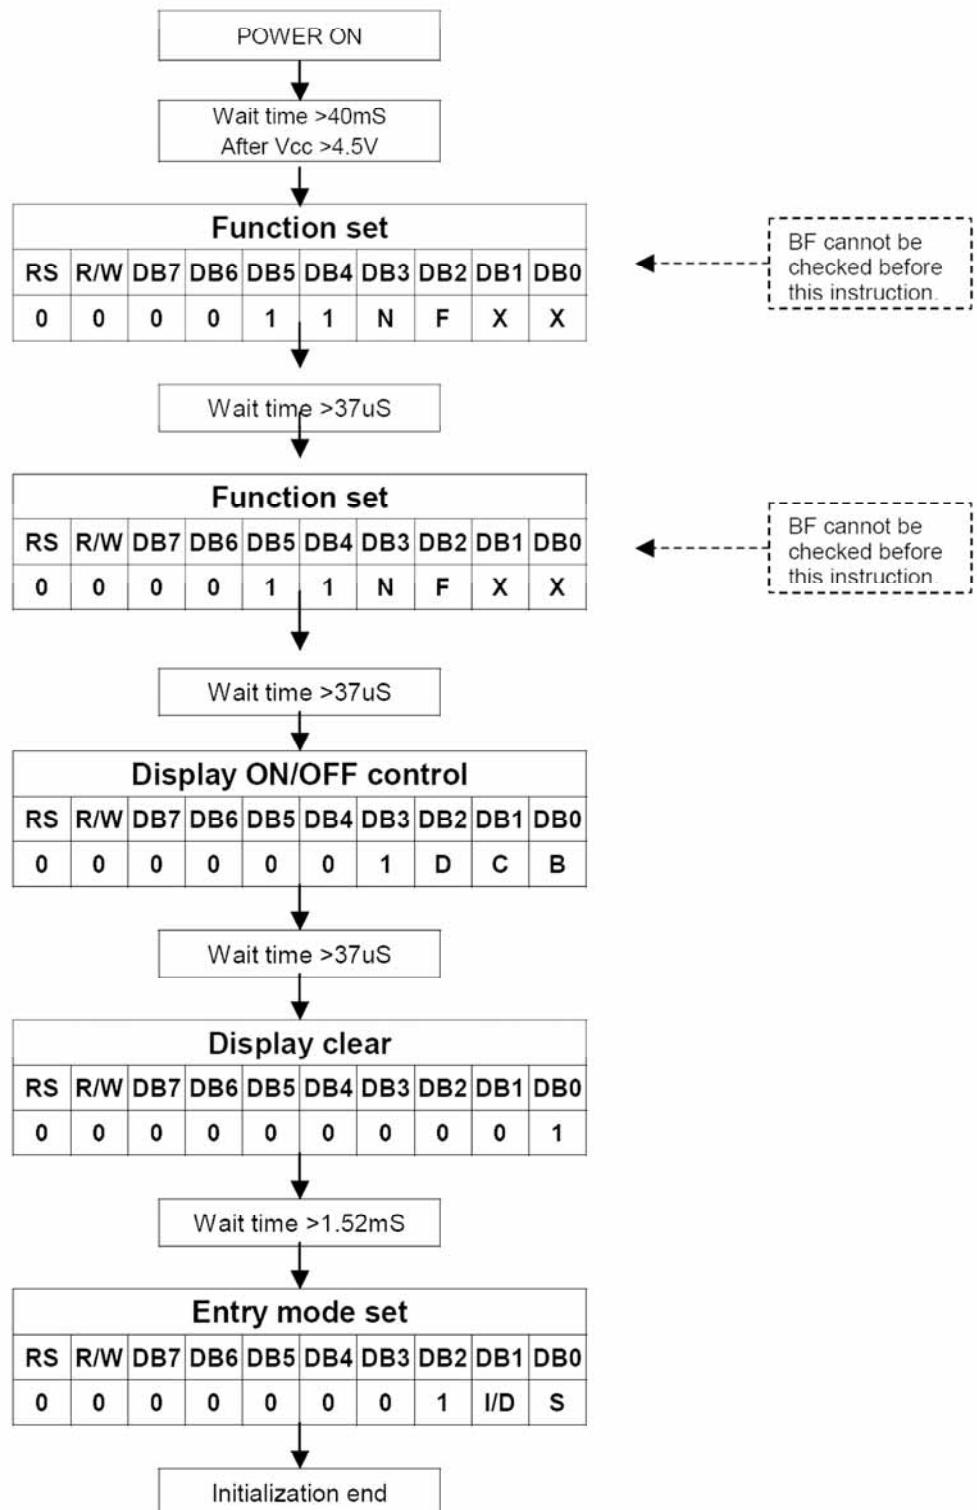 POWER ON
Wait time >40mS
After Vcc >4.5V
Function set
RS R/W DB7 DB6 DB5 DB4 DB3 DB2 DB1 DB0
0 0 0 0 1 1 N F X X
BF cannot be
checked before
this instruction.
Wait time >37uS
Function set
RS R/W DB7 DB6 DB5 DB4 DB3 DB2 DB1 DB0
0 0 0 0 1 1 N F X X
BF cannot be
checked before
this instruction.
Wait time >37uS
Display ON/OFF control
RS R/W DB7 DB6 DB5 DB4 DB3 DB2 DB1 DB0
0 0 0 0 0 0 1 D C B
Wait time >37uS
Display clear
RS R/W DB7 DB6 DB5 DB4 DB3 DB2 DB1 DB0
0 0 0 0 0 0 0 0 0 1
Wait time >1.52mS
Entry mode set
RS R/W DB7 DB6 DB5 DB4 DB3 DB2 DB1 DB0
0 0 0 0 0 0 0 1 I/D S
Initialization end